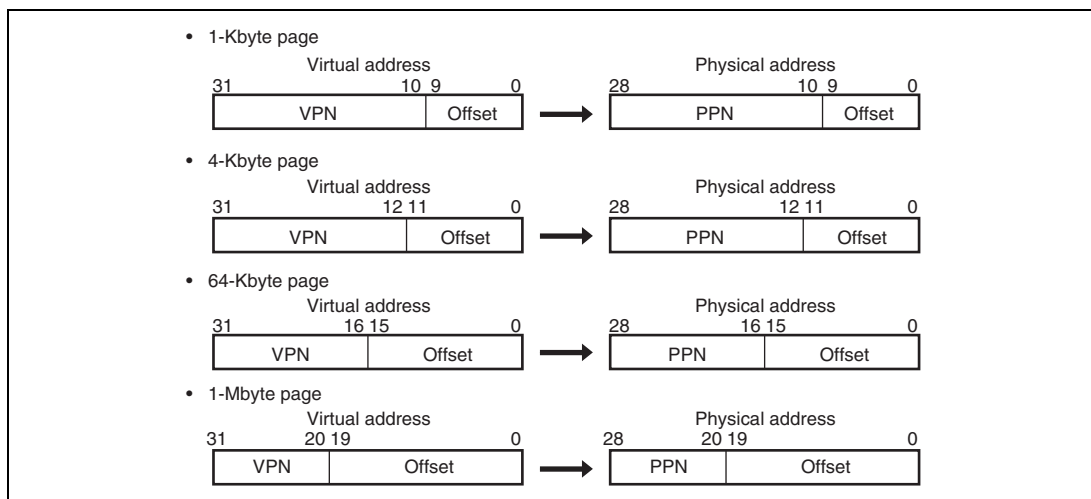 • 1-Kbyte page
Virtual address Physical address
31 10 9 0 28 10 9 0
VPN Offset PPN Offset
• 4-Kbyte page
Virtual address Physical address
31 12 11 0 28 12 11 0
VPN Offset PPN Offset
• 64-Kbyte page
Virtual address Physical address
31 16 15 0 28 16 15 0
VPN Offset PPN Offset
• 1-Mbyte page
Virtual address Physical address
31 20 19 0 28 20 19 0
VPN Offset PPN Offset